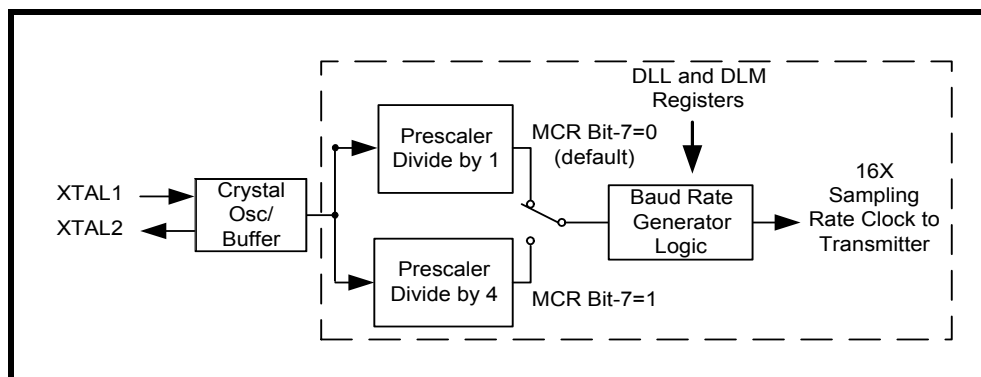 DLL and DLM
Registers
Prescaler
Divide by 1
MCR Bit-7=0
(default)
XTAL1
XTAL2
Crystal
Osc/
Buffer
Baud Rate
Generator
Logic
16X
Sampling
Rate Clock to
Transmitter
Prescaler
Divide by 4
MCR Bit-7=1